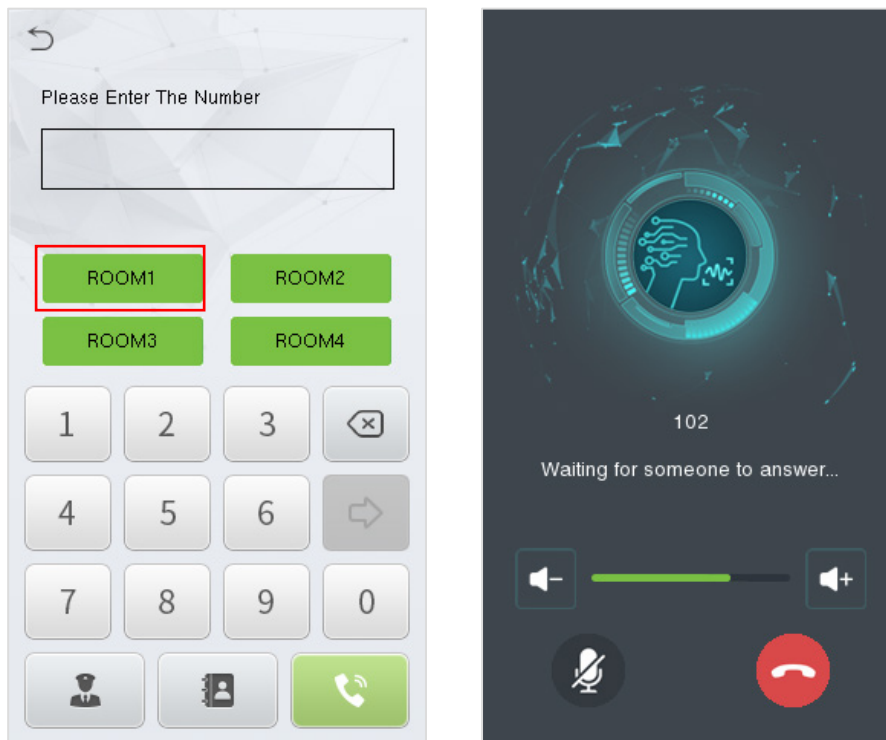 Please Enter The Number
ROOM1 ROOM2
ROOM3 ROOM4
1 2 3
4 5 6
7 8 9 0
102
Waiting for someone to answer...